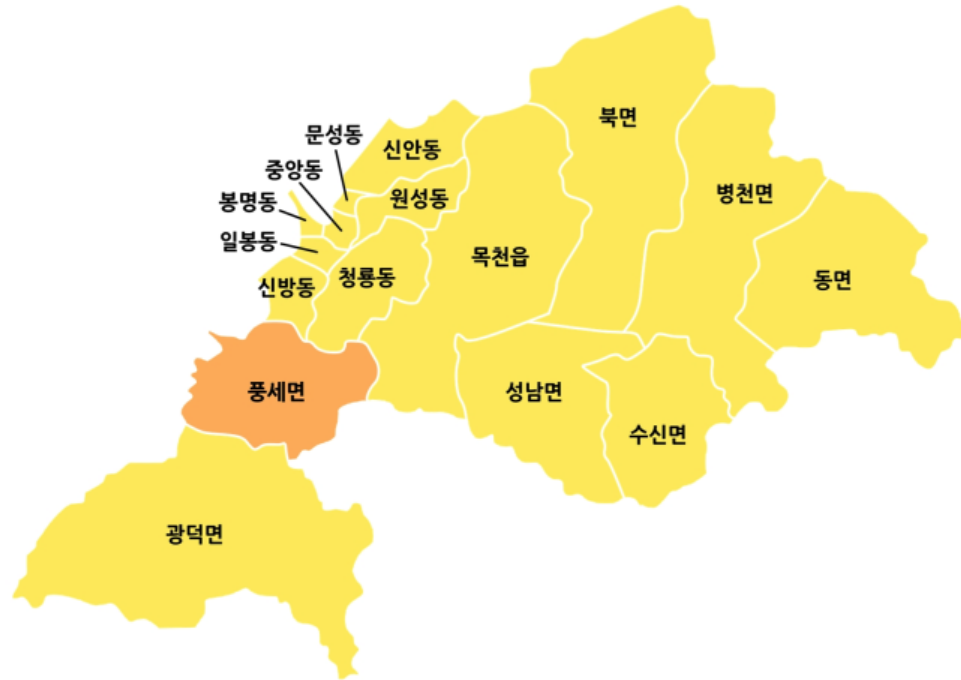 북면
문성동
신안동
중앙동
병천면
원성동
봉명동
일봉동
목천읍
청룡동
동면
신방동
풍세면
성남면
수신면
광덕면